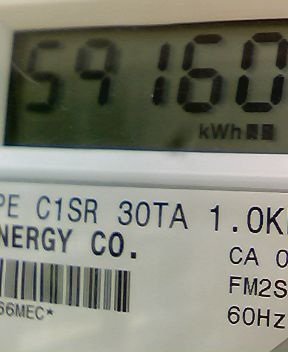 59160
kWh
PE C1SR 30TA 1.0K
NERGY CO.
CA 0
FM2S
66MEC*
60Hz